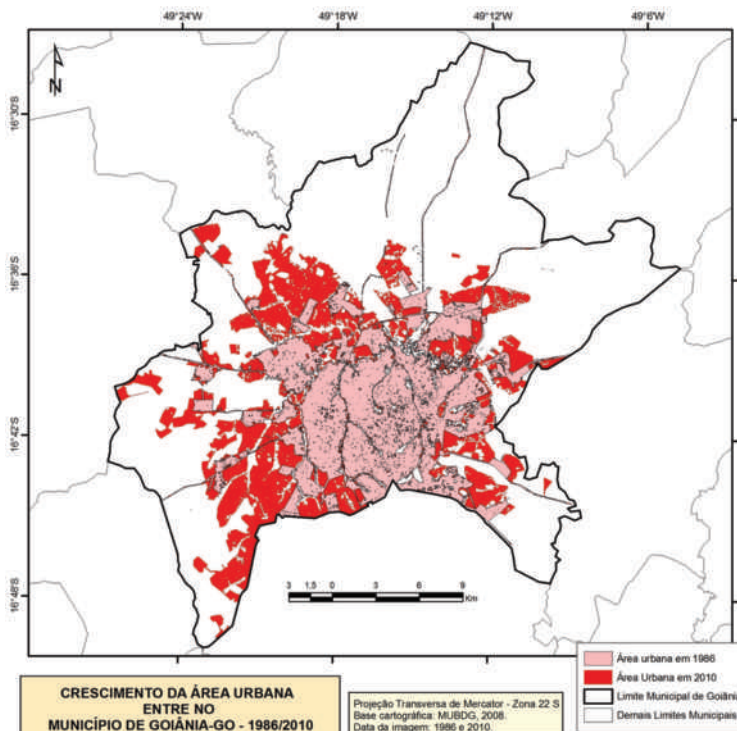 49°24'W
49°18'W
49°12'W
49°6'W
N
16°30'S
16°36'S
16°42'S
16°48'S
3 1,5 0 3 6 9
Km
CRESCIMENTO DA ÁREA URBANA
ENTRE NO
MUNICÍPIO DE GOIÂNIA-GO - 1986/2010
Projeção Transversa de Mercator - Zona 22 S
Base cartográfica: MUBDG, 2008.
Data da imagem: 1986 e 2010.
Área urbana em 1986
Área urbana em 2010
Limite Municipal de Goiânia
Demais Limites Municipais